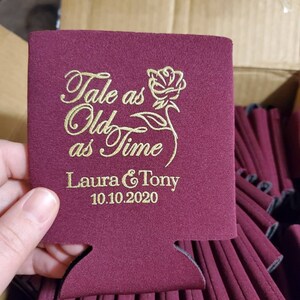 Tale as
Old
as Time
Laura & Tony
10.10.2020